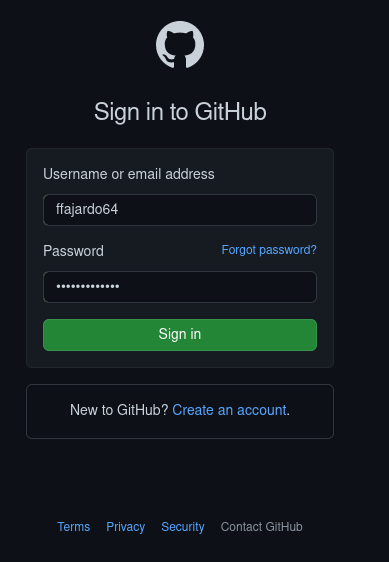 Sign in to GitHub
Username or email address
ffajardo64
Password Forgot password?
•••••••••••••
Sign in
New to GitHub? Create an account.
Terms Privacy Security Contact GitHub